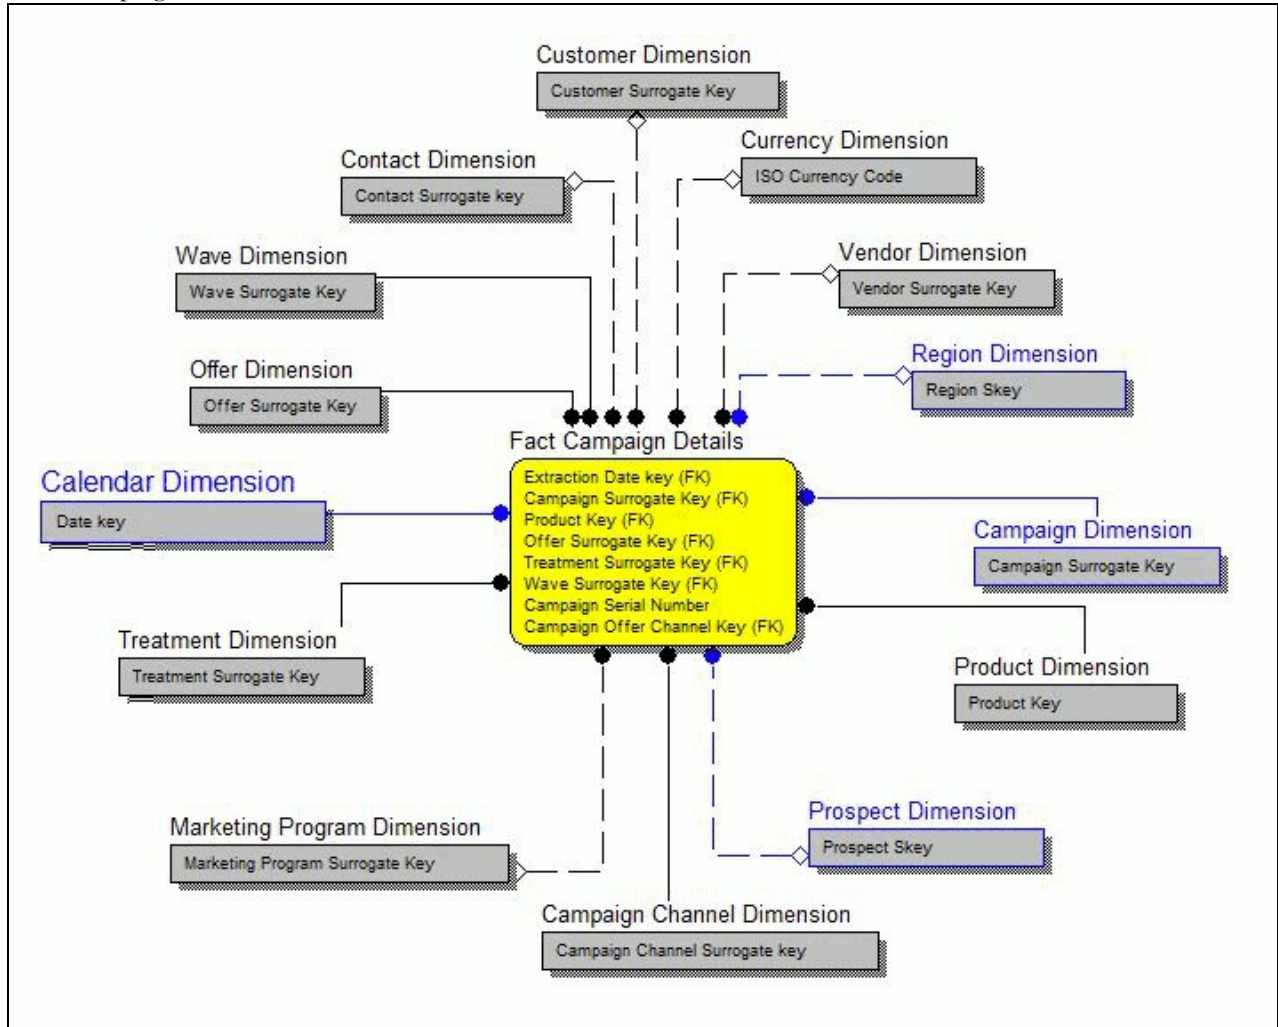 Customer Dimension
Customer Surrogate Key
Currency Dimension
ISO Currency Code
Contact Dimension
Contact Surrogate key
Wave Dimension
Wave Surrogate Key
Vendor Dimension
Vendor Surrogate Key
Region Dimension
Region Skey
Offer Dimension
Offer Surrogate Key
Fact Campaign Details
Extraction Date key (FK)
Campaign Surrogate Key (FK)
Product Key (FK)
Offer Surrogate Key (FK)
Treatment Surrogate Key (FK)
Wave Surrogate Key (FK)
Campaign Serial Number
Campaign Offer Channel Key (FK)
Calendar Dimension
Date key
Campaign Dimension
Campaign Surrogate Key
Treatment Dimension
Treatment Surrogate Key
Product Dimension
Product Key
Prospect Dimension
Prospect Skey
Marketing Program Dimension
Marketing Program Surrogate Key
Campaign Channel Dimension
Campaign Channel Surrogate key